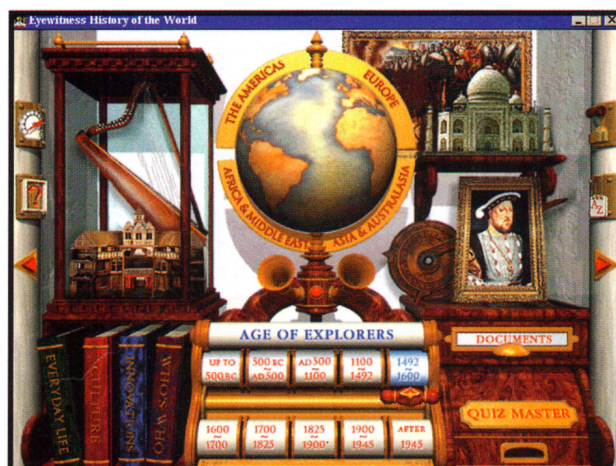 Eyewitness History of the World
THE AMERICAS
EUROPE
AFRICA & MIDDLE EAST
ASIA & AUSTRALASIA
?
A
Z
AGE OF EXPLORERS
UP TO
500 BC
500 BC
~
AD 500
AD 500
~
1100
1100
~
1492
1492
~
1600
1600
~
1700
1700
~
1825
1825
~
1900
1900
~
1945
AFTER
1945
EVERYDAY LIFE
CULTURE
INNOVATIONS
WHO'S WHO
DOCUMENTS
QUIZ MASTER